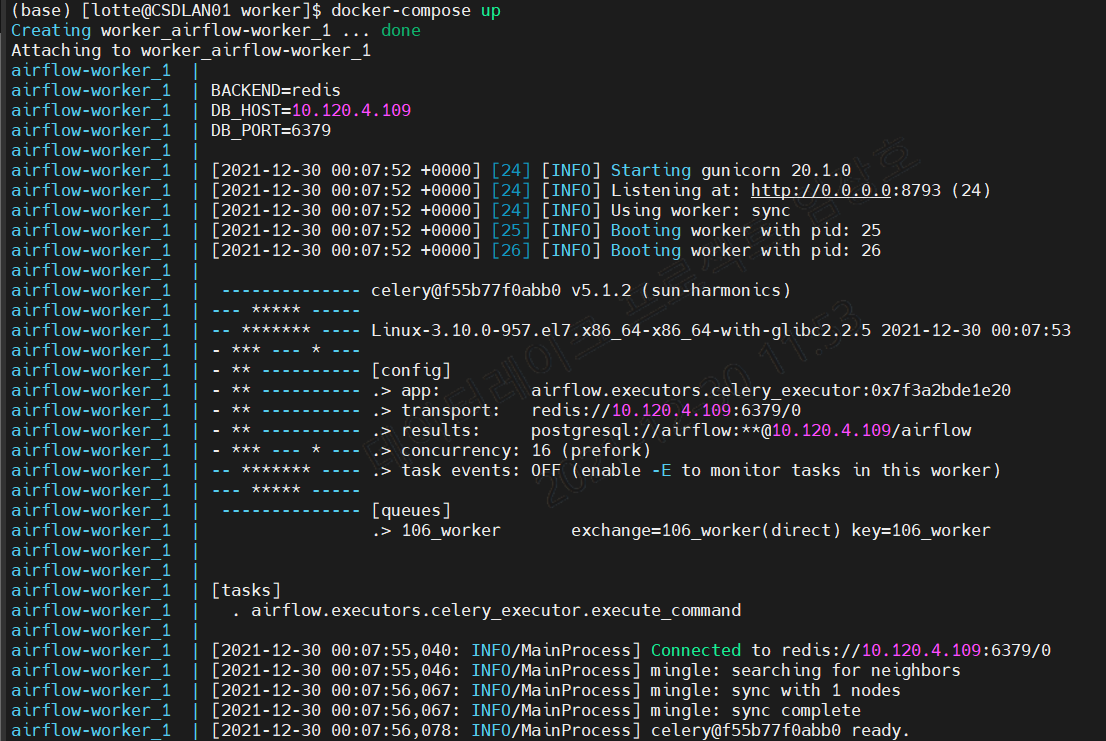 (base) [lotte@CSDLAN01 worker]$ docker-compose up
Creating worker_airflow-worker_1 ... done
Attaching to worker_airflow-worker_1
airflow-worker_1  |
airflow-worker_1  | BACKEND=redis
airflow-worker_1  | DB_HOST=10.120.4.109
airflow-worker_1  | DB_PORT=6379
airflow-worker_1  |
airflow-worker_1  | [2021-12-30 00:07:52 +0000] [24] [INFO] Starting gunicorn 20.1.0
airflow-worker_1  | [2021-12-30 00:07:52 +0000] [24] [INFO] Listening at: http://0.0.0.0:8793 (24)
airflow-worker_1  | [2021-12-30 00:07:52 +0000] [24] [INFO] Using worker: sync
airflow-worker_1  | [2021-12-30 00:07:52 +0000] [25] [INFO] Booting worker with pid: 25
airflow-worker_1  | [2021-12-30 00:07:52 +0000] [26] [INFO] Booting worker with pid: 26
airflow-worker_1  |
airflow-worker_1  |  -------------- celery@f55b77f0abb0 v5.1.2 (sun-harmonics)
airflow-worker_1  | --- ***** -----
airflow-worker_1  | -- ******* ---- Linux-3.10.0-957.el7.x86_64-x86_64-with-glibc2.2.5 2021-12-30 00:07:53
airflow-worker_1  | - *** --- * ---
airflow-worker_1  | - ** ---------- [config]
airflow-worker_1  | - ** ---------- .> app:         airflow.executors.celery_executor:0x7f3a2bde1e20
airflow-worker_1  | - ** ---------- .> transport:   redis://10.120.4.109:6379/0
airflow-worker_1  | - ** ---------- .> results:     postgresql://airflow:**@10.120.4.109/airflow
airflow-worker_1  | - *** --- * --- .> concurrency: 16 (prefork)
airflow-worker_1  | -- ******* ---- .> task events: OFF (enable -E to monitor tasks in this worker)
airflow-worker_1  | --- ***** -----
airflow-worker_1  |  -------------- [queues]
airflow-worker_1  |                 .> 106_worker       exchange=106_worker(direct) key=106_worker
airflow-worker_1  |
airflow-worker_1  |
airflow-worker_1  | [tasks]
airflow-worker_1  |   . airflow.executors.celery_executor.execute_command
airflow-worker_1  |
airflow-worker_1  | [2021-12-30 00:07:55,040: INFO/MainProcess] Connected to redis://10.120.4.109:6379/0
airflow-worker_1  | [2021-12-30 00:07:55,046: INFO/MainProcess] mingle: searching for neighbors
airflow-worker_1  | [2021-12-30 00:07:56,067: INFO/MainProcess] mingle: sync with 1 nodes
airflow-worker_1  | [2021-12-30 00:07:56,067: INFO/MainProcess] mingle: sync complete
airflow-worker_1  | [2021-12-30 00:07:56,078: INFO/MainProcess] celery@f55b77f0abb0 ready.